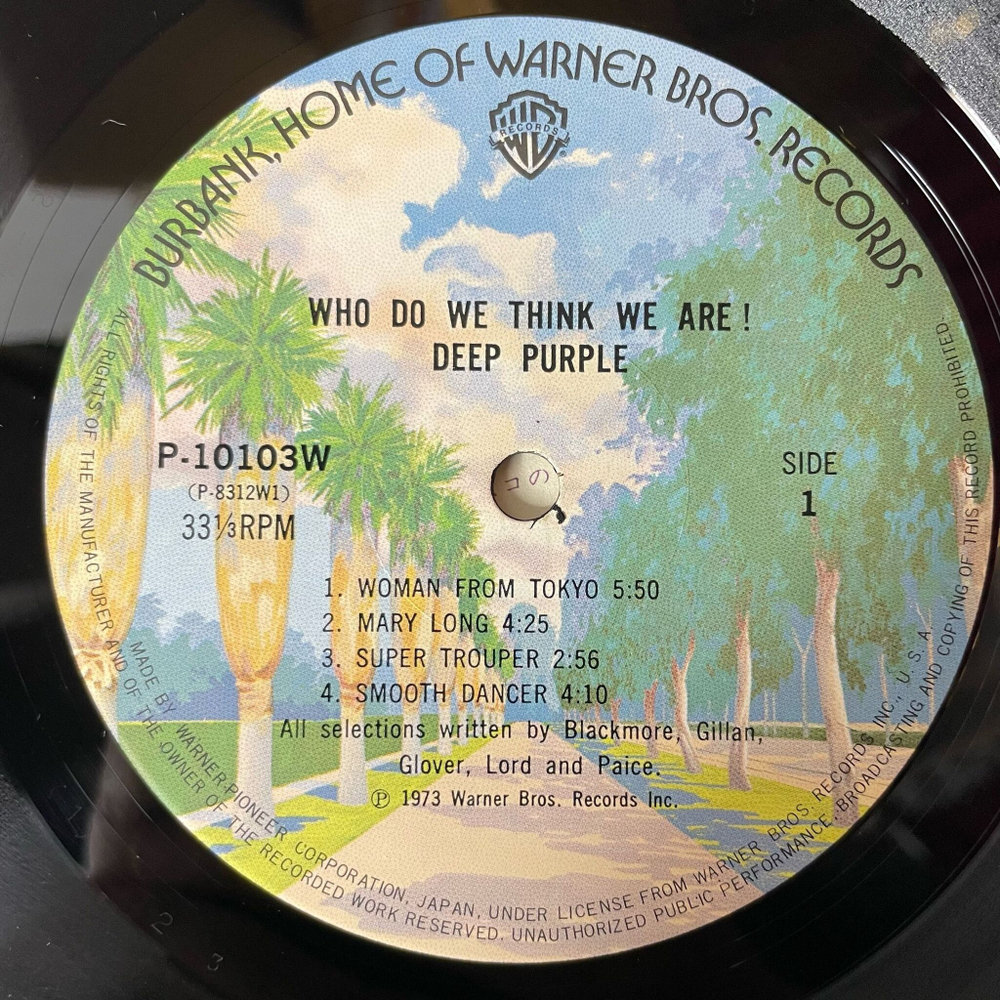 BURBANK, HOME OF WARNER BROS. RECORDS
RECORDS
WHO DO WE THINK WE ARE!
DEEP PURPLE
P-10103W
(P-8312W1)
33⅓RPM
SIDE
1
コの
1. WOMAN FROM TOKYO 5:50
2. MARY LONG 4:25
3. SUPER TROUPER 2:56
4. SMOOTH DANCER 4:10
All selections written by Blackmore, Gillan,
Glover, Lord and Paice.
Ⓟ 1973 Warner Bros. Records Inc.
MADE BY WARNER-PIONEER CORPORATION, JAPAN, UNDER LICENSE FROM WARNER BROS. RECORDS INC., U.S.A.
ALL RIGHTS OF THE MANUFACTURER AND OF THE OWNER OF THE RECORDED WORK RESERVED. UNAUTHORIZED PUBLIC PERFORMANCE, BROADCASTING AND COPYING OF THIS RECORD PROHIBITED.
2
3